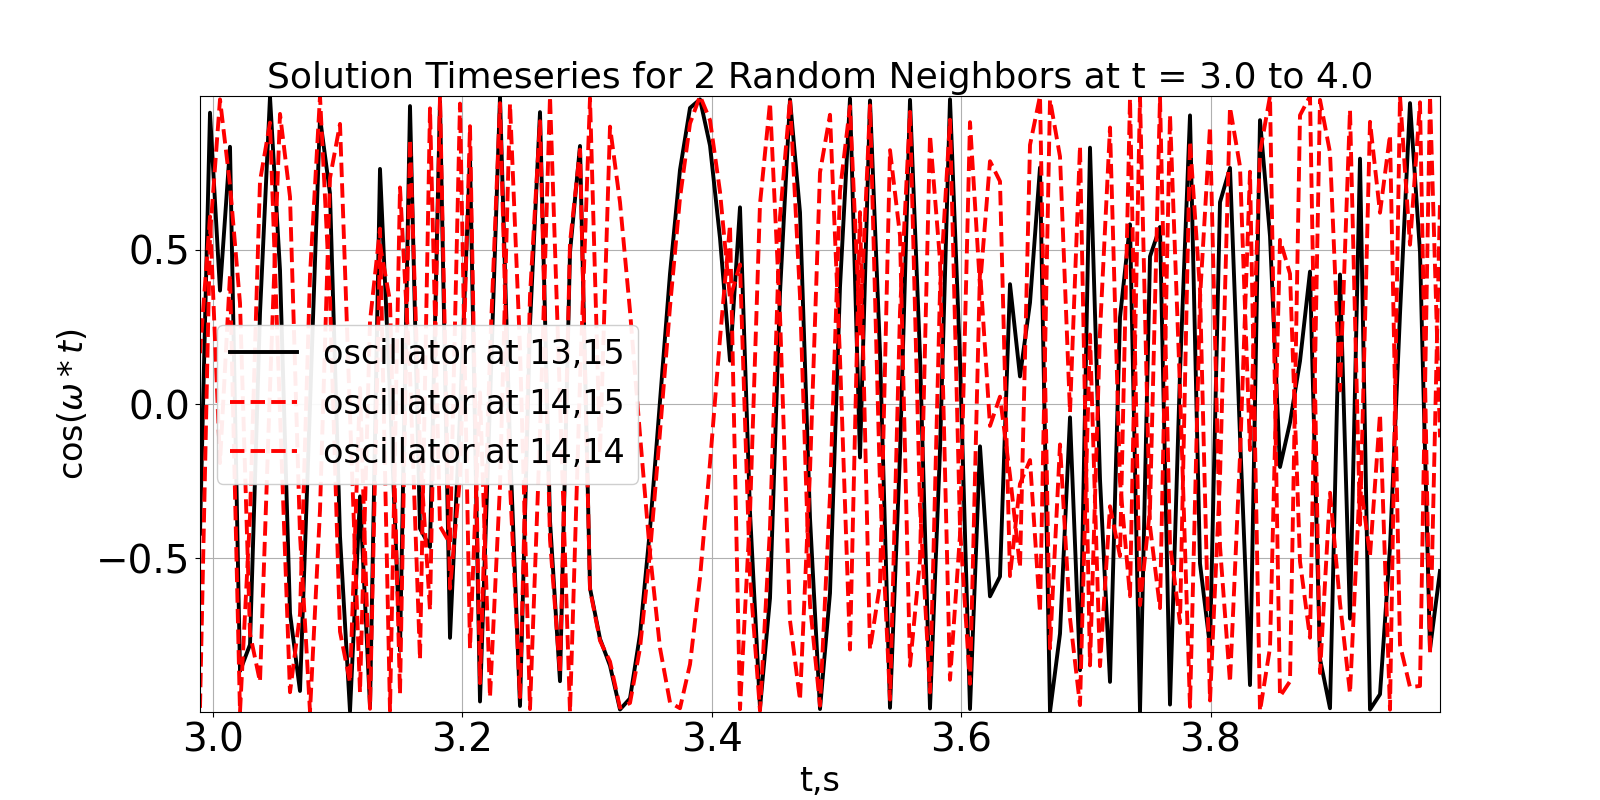 Solution Timeseries for 2 Random Neighbors at t = 3.0 to 4.0
cos(ω * t)
0.5
0.0
−0.5
oscillator at 13,15
oscillator at 14,15
oscillator at 14,14
3.0 3.2 3.4 3.6 3.8
t,s